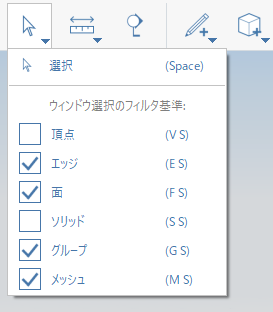 選択 (Space)
ウィンドウ選択のフィルタ基準:
頂点 (V S)
エッジ (E S)
面 (F S)
ソリッド (S S)
グループ (G S)
メッシュ (M S)